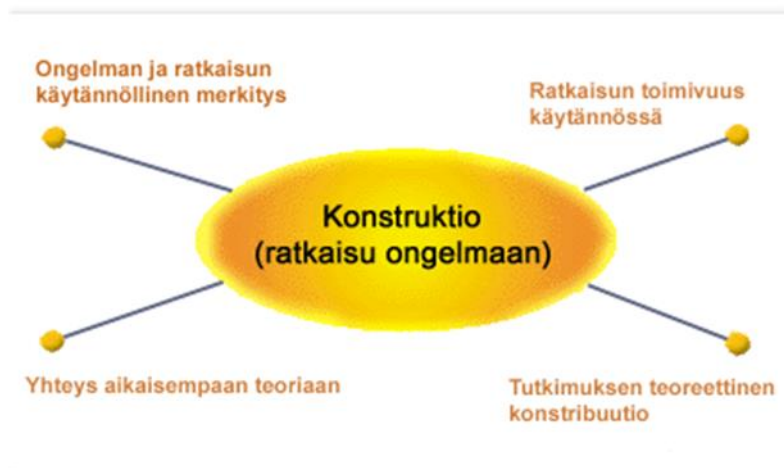 Ongelman ja ratkaisun
käytännöllinen merkitys
Ratkaisun toimivuus
käytännössä
Konstruktio
(ratkaisu ongelmaan)
Yhteys aikaisempaan teoriaan
Tutkimuksen teoreettinen
konstribuutio